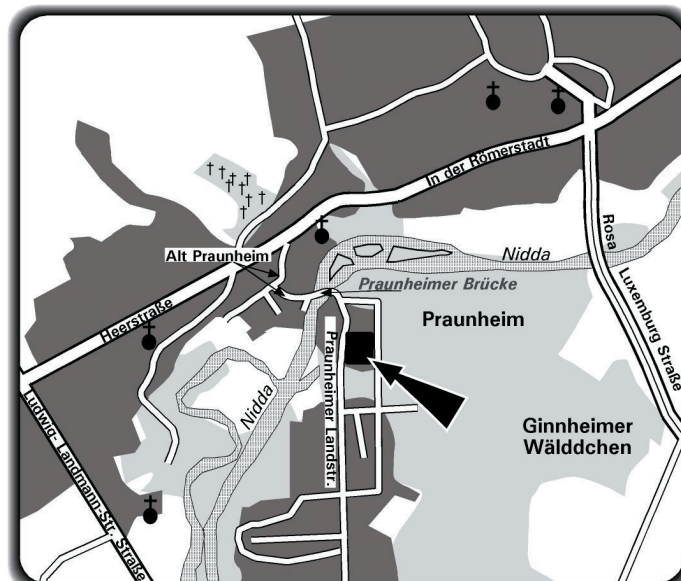 In der Römerstadt
Alt Praunheim
Nidda
Rosa
Luxemburg Straße
Praunheimer Brücke
Heerstraße
Praunheim
Praunheimer Landstr.
Nidda
Ginnheimer
Wälddchen
Ludwig- Landmann-Str. Straße